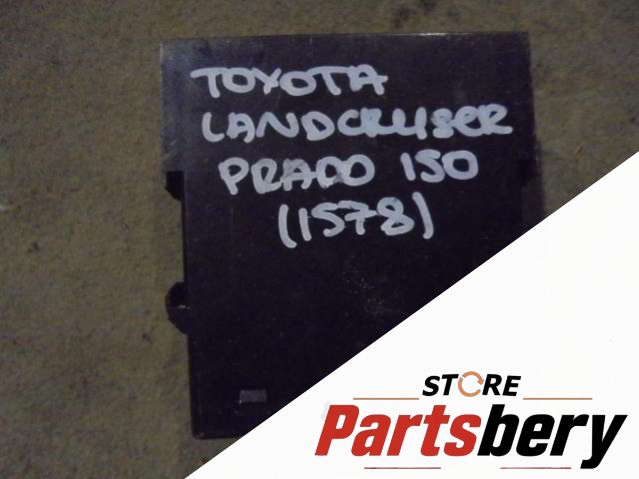 TOYOTA
LANDCRUISER
PRADO 150
(1578)
STORE
Partsbery